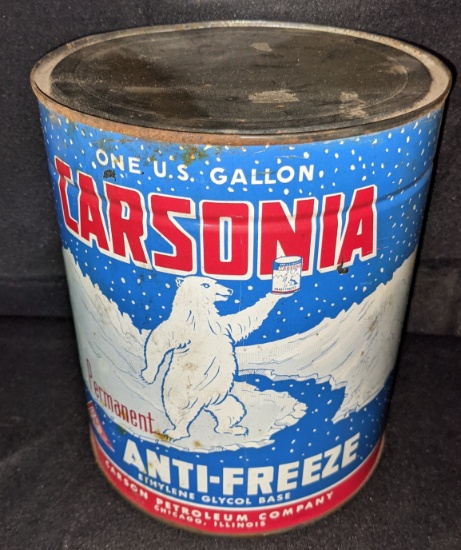 ONE U.S. GALLON
CARSONIA
Permanent
ANTI-FREEZE
ETHYLENE GLYCOL BASE
CARSON PETROLEUM COMPANY
CHICAGO, ILLINOIS